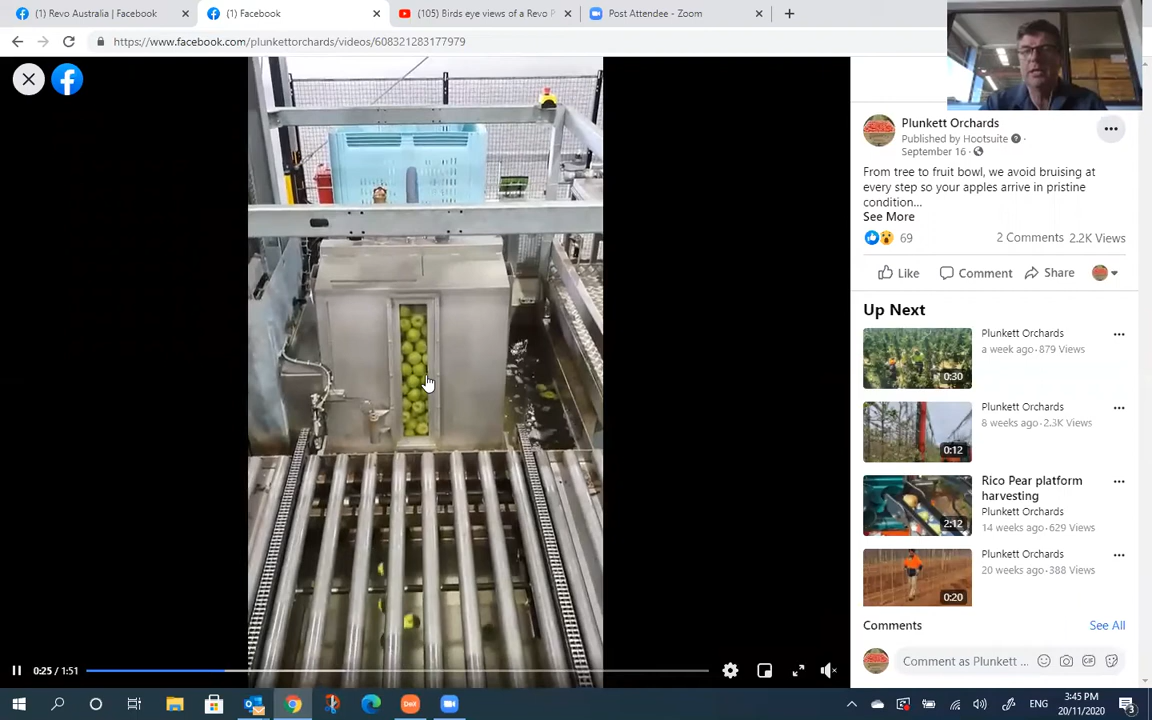 (1) Revo Australia | Facebook
(1) Facebook
(105) Birds eye views of a Revo P
Post Attendee - Zoom
https://www.facebook.com/plunkettorchards/videos/608321283177979
Plunkett Orchards
Published by Hootsuite
September 16
From tree to fruit bowl, we avoid bruising at
every step so your apples arrive in pristine
condition...
See More
69
2 Comments 2.2K Views
Like
Comment
Share
Up Next
Plunkett Orchards
a week ago · 879 Views
0:30
Plunkett Orchards
8 weeks ago · 2.3K Views
0:12
Rico Pear platform
harvesting
Plunkett Orchards
14 weeks ago · 629 Views
2:12
Plunkett Orchards
20 weeks ago · 388 Views
0:20
Comments
See All
Comment as Plunkett ...
GIF
0:25 / 1:51
DELL
ENG
3:45 PM
20/11/2020
3